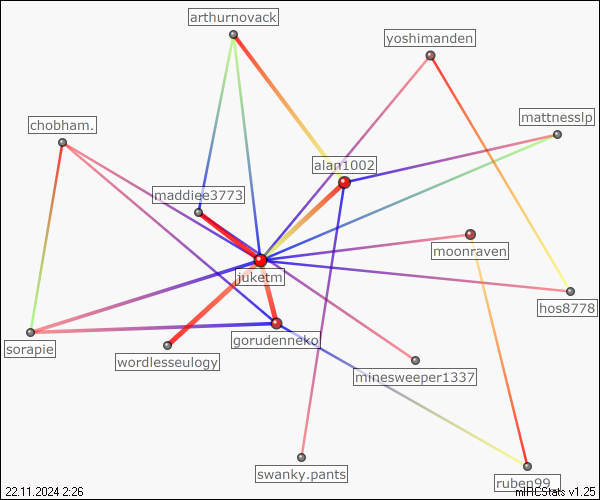 arthurnovack
yoshimanden
mattnesslp
chobham.
alan1002
maddiee3773
moonraven
juketm
hos8778
gorudenneko
sorapie
wordlesseulogy
minesweeper1337
swanky.pants
ruben99_
22.11.2024 2:26
mIRCStats v1.25